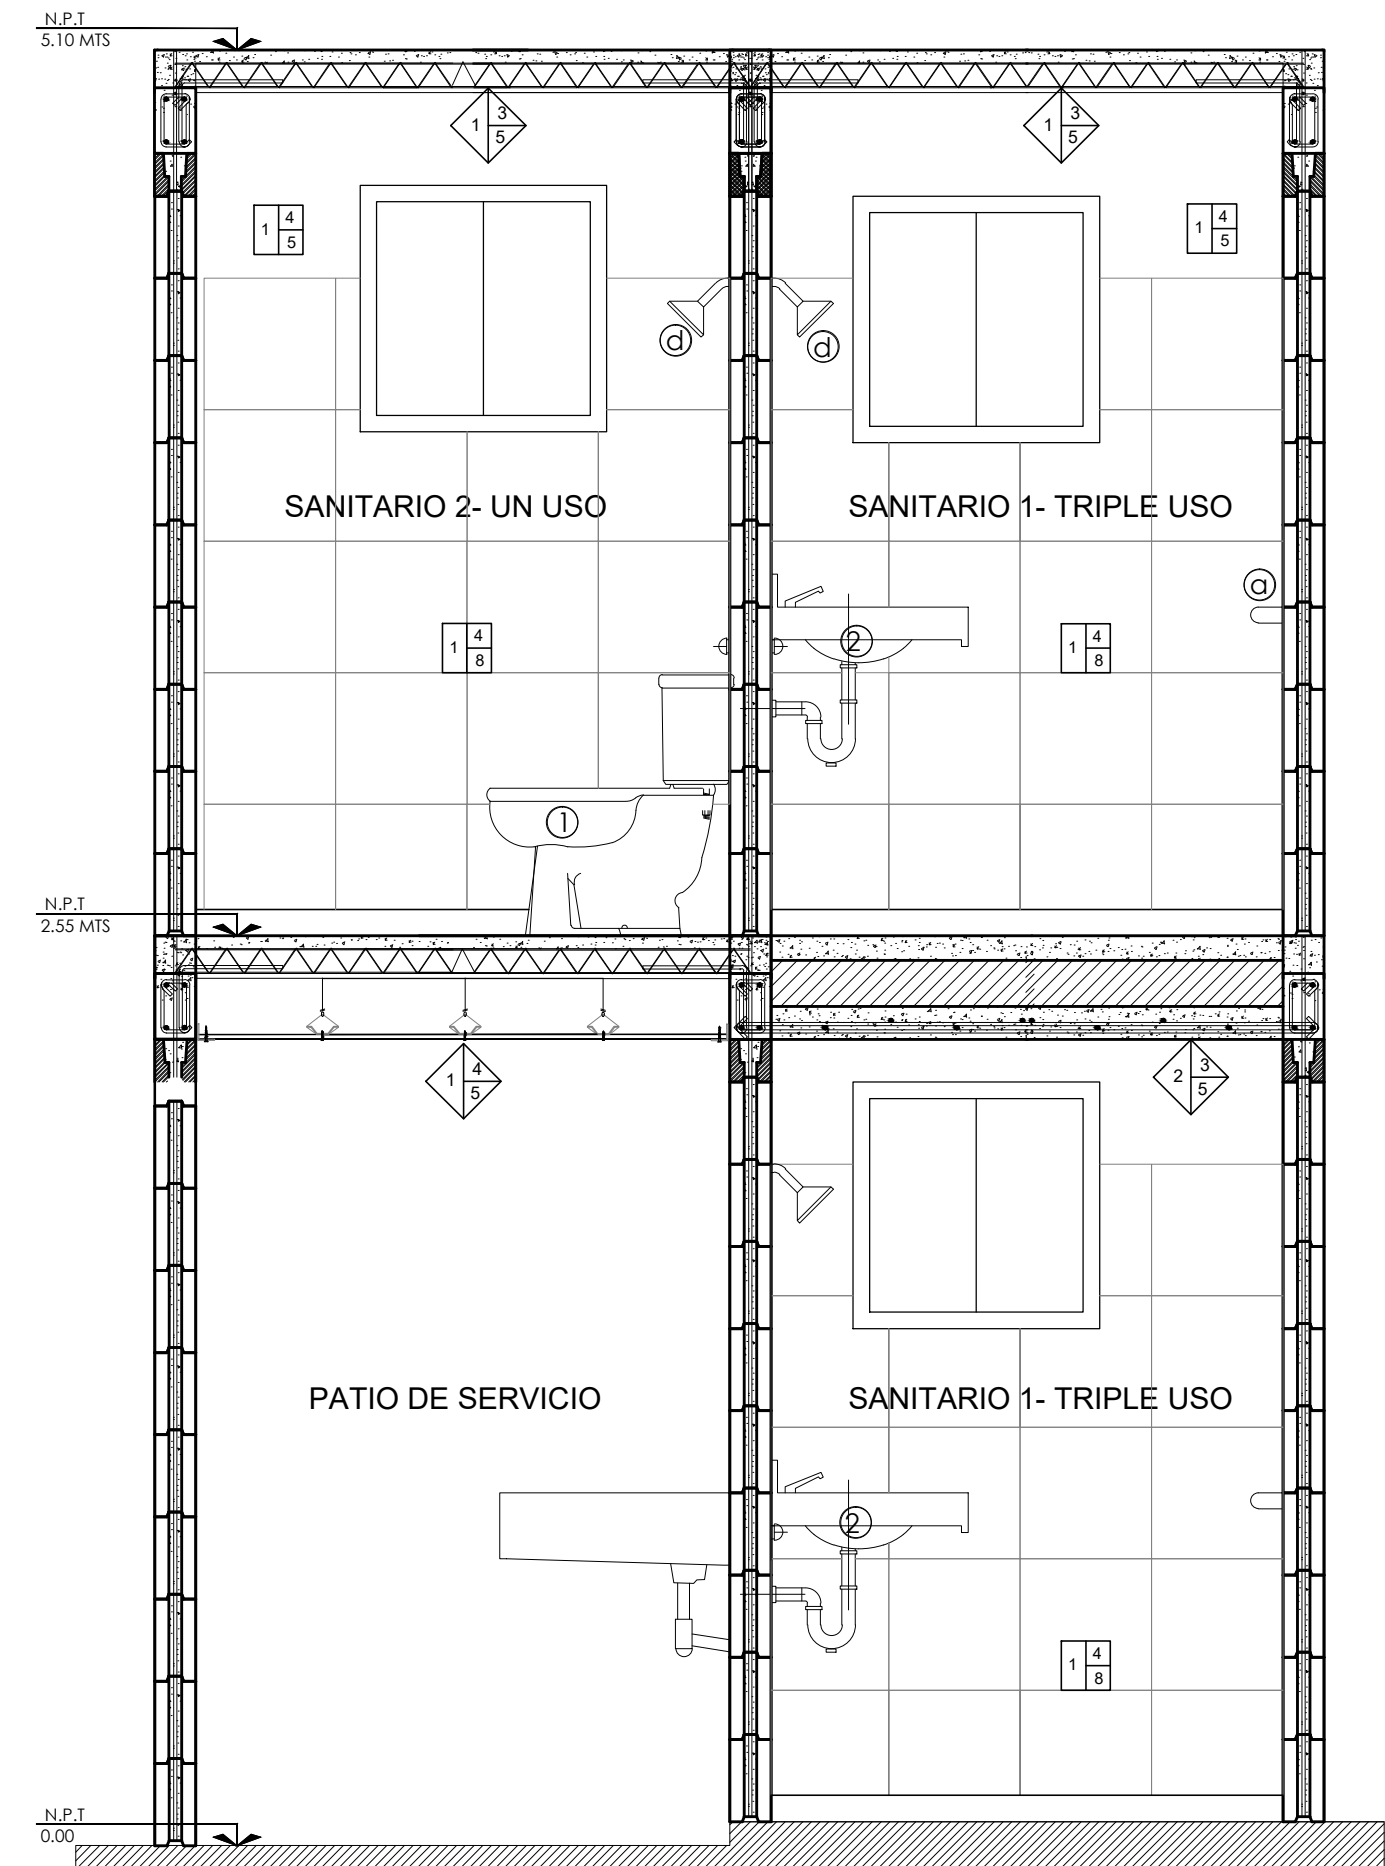 N.P.T
5.10 MTS
1 3 5
1 3 5
1 4 5
1 4 5
d
d
SANITARIO 2- UN USO
SANITARIO 1- TRIPLE USO
a
1 4 8
2
1 4 8
1
N.P.T
2.55 MTS
1 4 5
2 3 5
PATIO DE SERVICIO
SANITARIO 1- TRIPLE USO
2
1 4 8
N.P.T
0.00